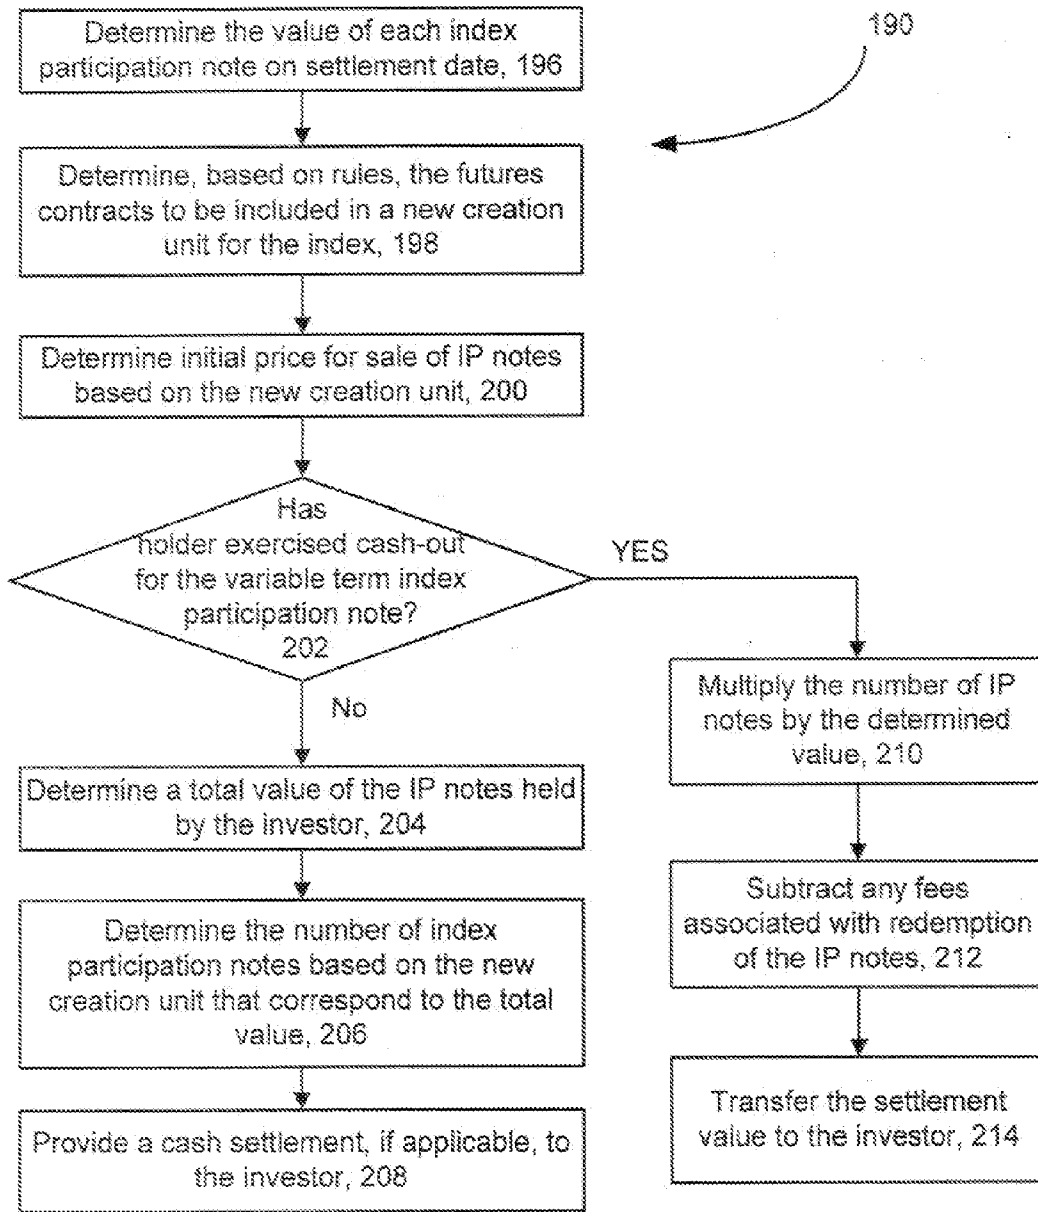 190
Determine the value of each index
participation note on settlement date, 196
Determine, based on rules, the futures
contracts to be included in a new creation
unit for the index, 198
Determine initial price for sale of IP notes
based on the new creation unit, 200
Has
holder exercised cash-out
for the variable term index
participation note?
202
YES
No
Determine a total value of the IP notes held
by the investor, 204
Determine the number of index
participation notes based on the new
creation unit that correspond to the total
value, 206
Provide a cash settlement, if applicable, to
the investor, 208
Multiply the number of IP
notes by the determined
value, 210
Subtract any fees
associated with redemption
of the IP notes, 212
Transfer the settlement
value to the investor, 214